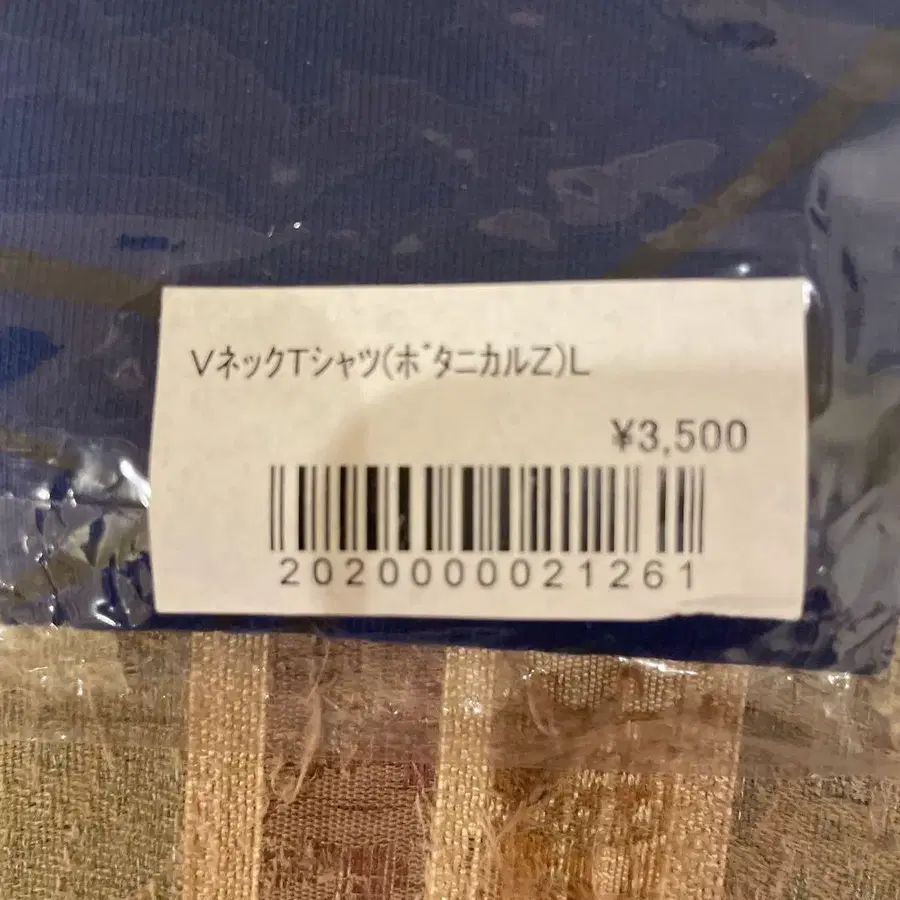 VﾈｯｸTｼｬﾂ(ﾎﾞﾀﾆｶﾙZ)L
¥3,500
2020000021261